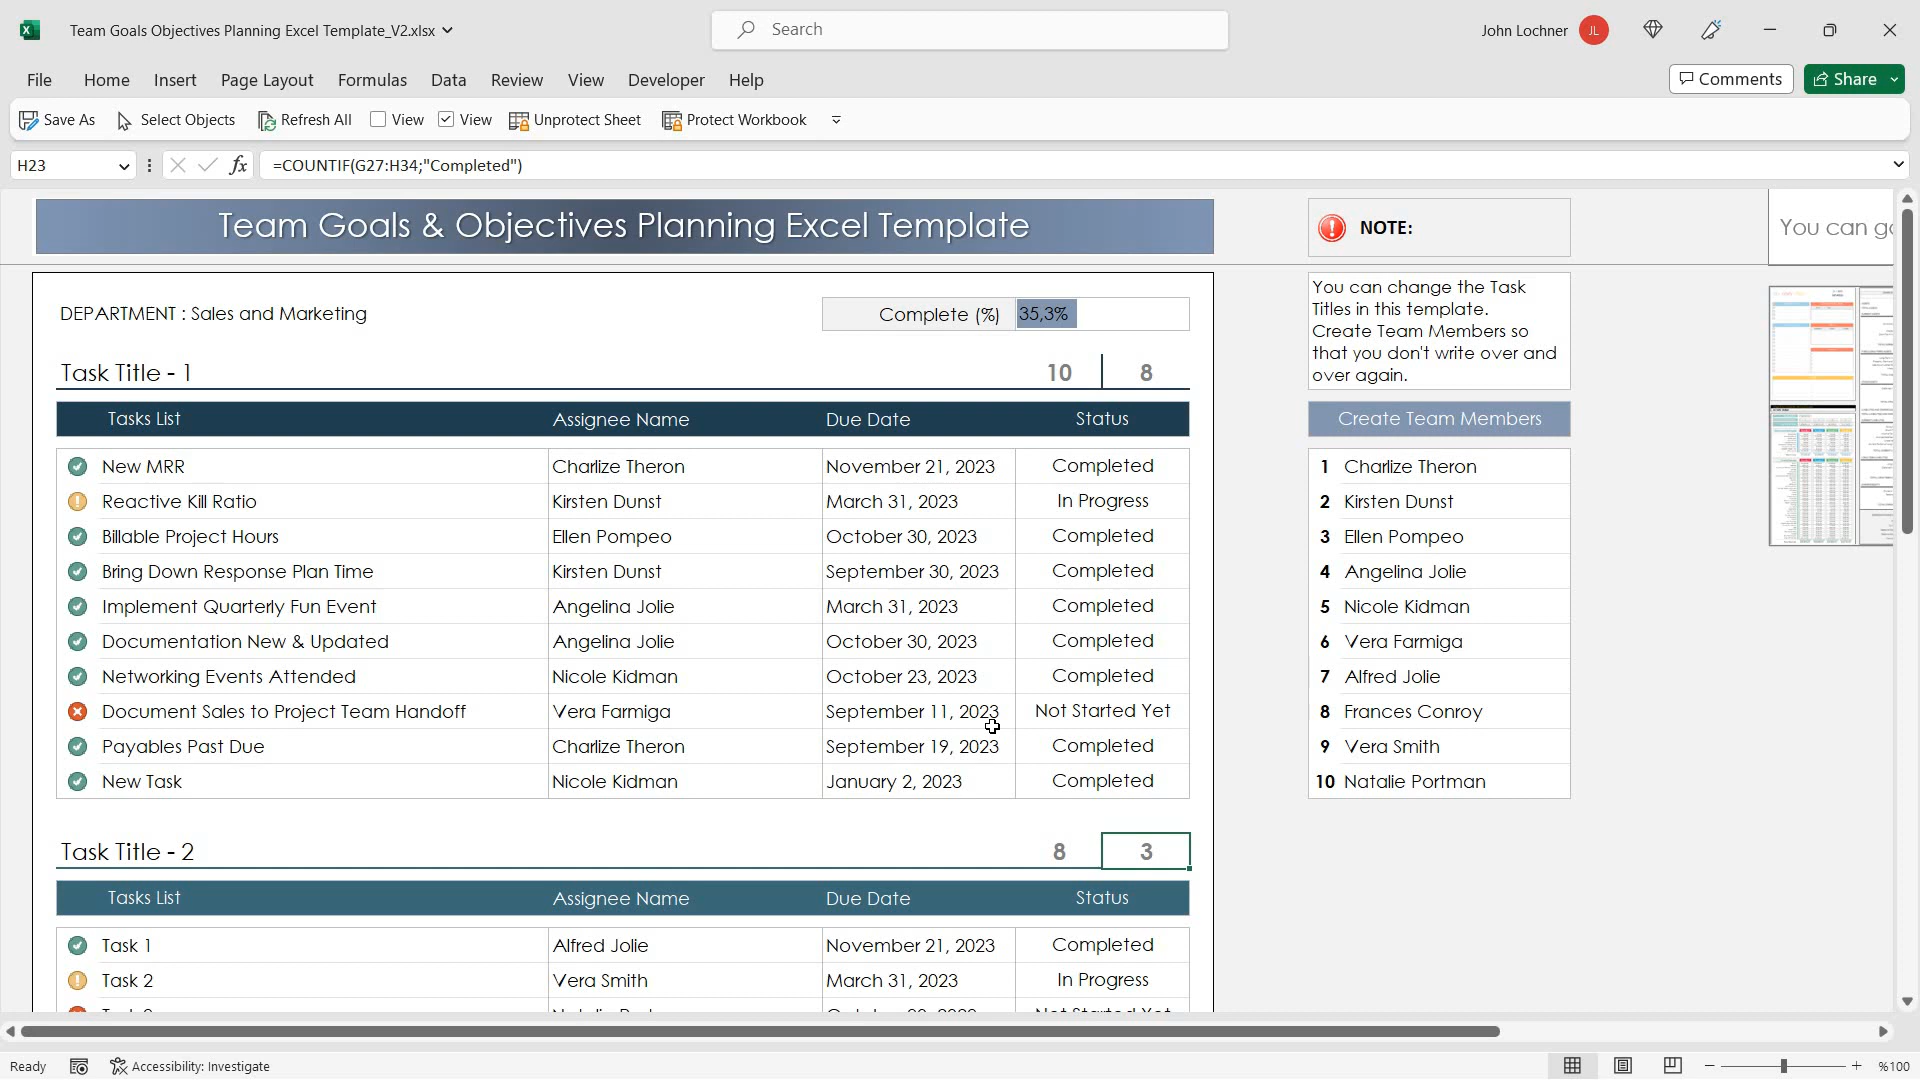 Team Goals Objectives Planning Excel Template_V2.xlsx
Search
John Lochner JL
File Home Insert Page Layout Formulas Data Review View Developer Help
Comments Share
Save As Select Objects Refresh All View View Unprotect Sheet Protect Workbook
H23 fx =COUNTIF(G27:H34;"Completed")
Team Goals & Objectives Planning Excel Template
NOTE:
You can
DEPARTMENT : Sales and Marketing
Complete (%) 35,3%
You can change the Task
Titles in this template.
Create Team Members so
that you don't write over and
over again.
Task Title - 1 10 8
Tasks List Assignee Name Due Date Status
Create Team Members
New MRR Charlize Theron November 21, 2023 Completed
1 Charlize Theron
Reactive Kill Ratio Kirsten Dunst March 31, 2023 In Progress
2 Kirsten Dunst
Billable Project Hours Ellen Pompeo October 30, 2023 Completed
3 Ellen Pompeo
Bring Down Response Plan Time Kirsten Dunst September 30, 2023 Completed
4 Angelina Jolie
Implement Quarterly Fun Event Angelina Jolie March 31, 2023 Completed
5 Nicole Kidman
Documentation New & Updated Angelina Jolie October 30, 2023 Completed
6 Vera Farmiga
Networking Events Attended Nicole Kidman October 23, 2023 Completed
7 Alfred Jolie
Document Sales to Project Team Handoff Vera Farmiga September 11, 2023 Not Started Yet
8 Frances Conroy
Payables Past Due Charlize Theron September 19, 2023 Completed
9 Vera Smith
New Task Nicole Kidman January 2, 2023 Completed
10 Natalie Portman
Task Title - 2 8 3
Tasks List Assignee Name Due Date Status
Task 1 Alfred Jolie November 21, 2023 Completed
Task 2 Vera Smith March 31, 2023 In Progress
Ready Accessibility: Investigate %100